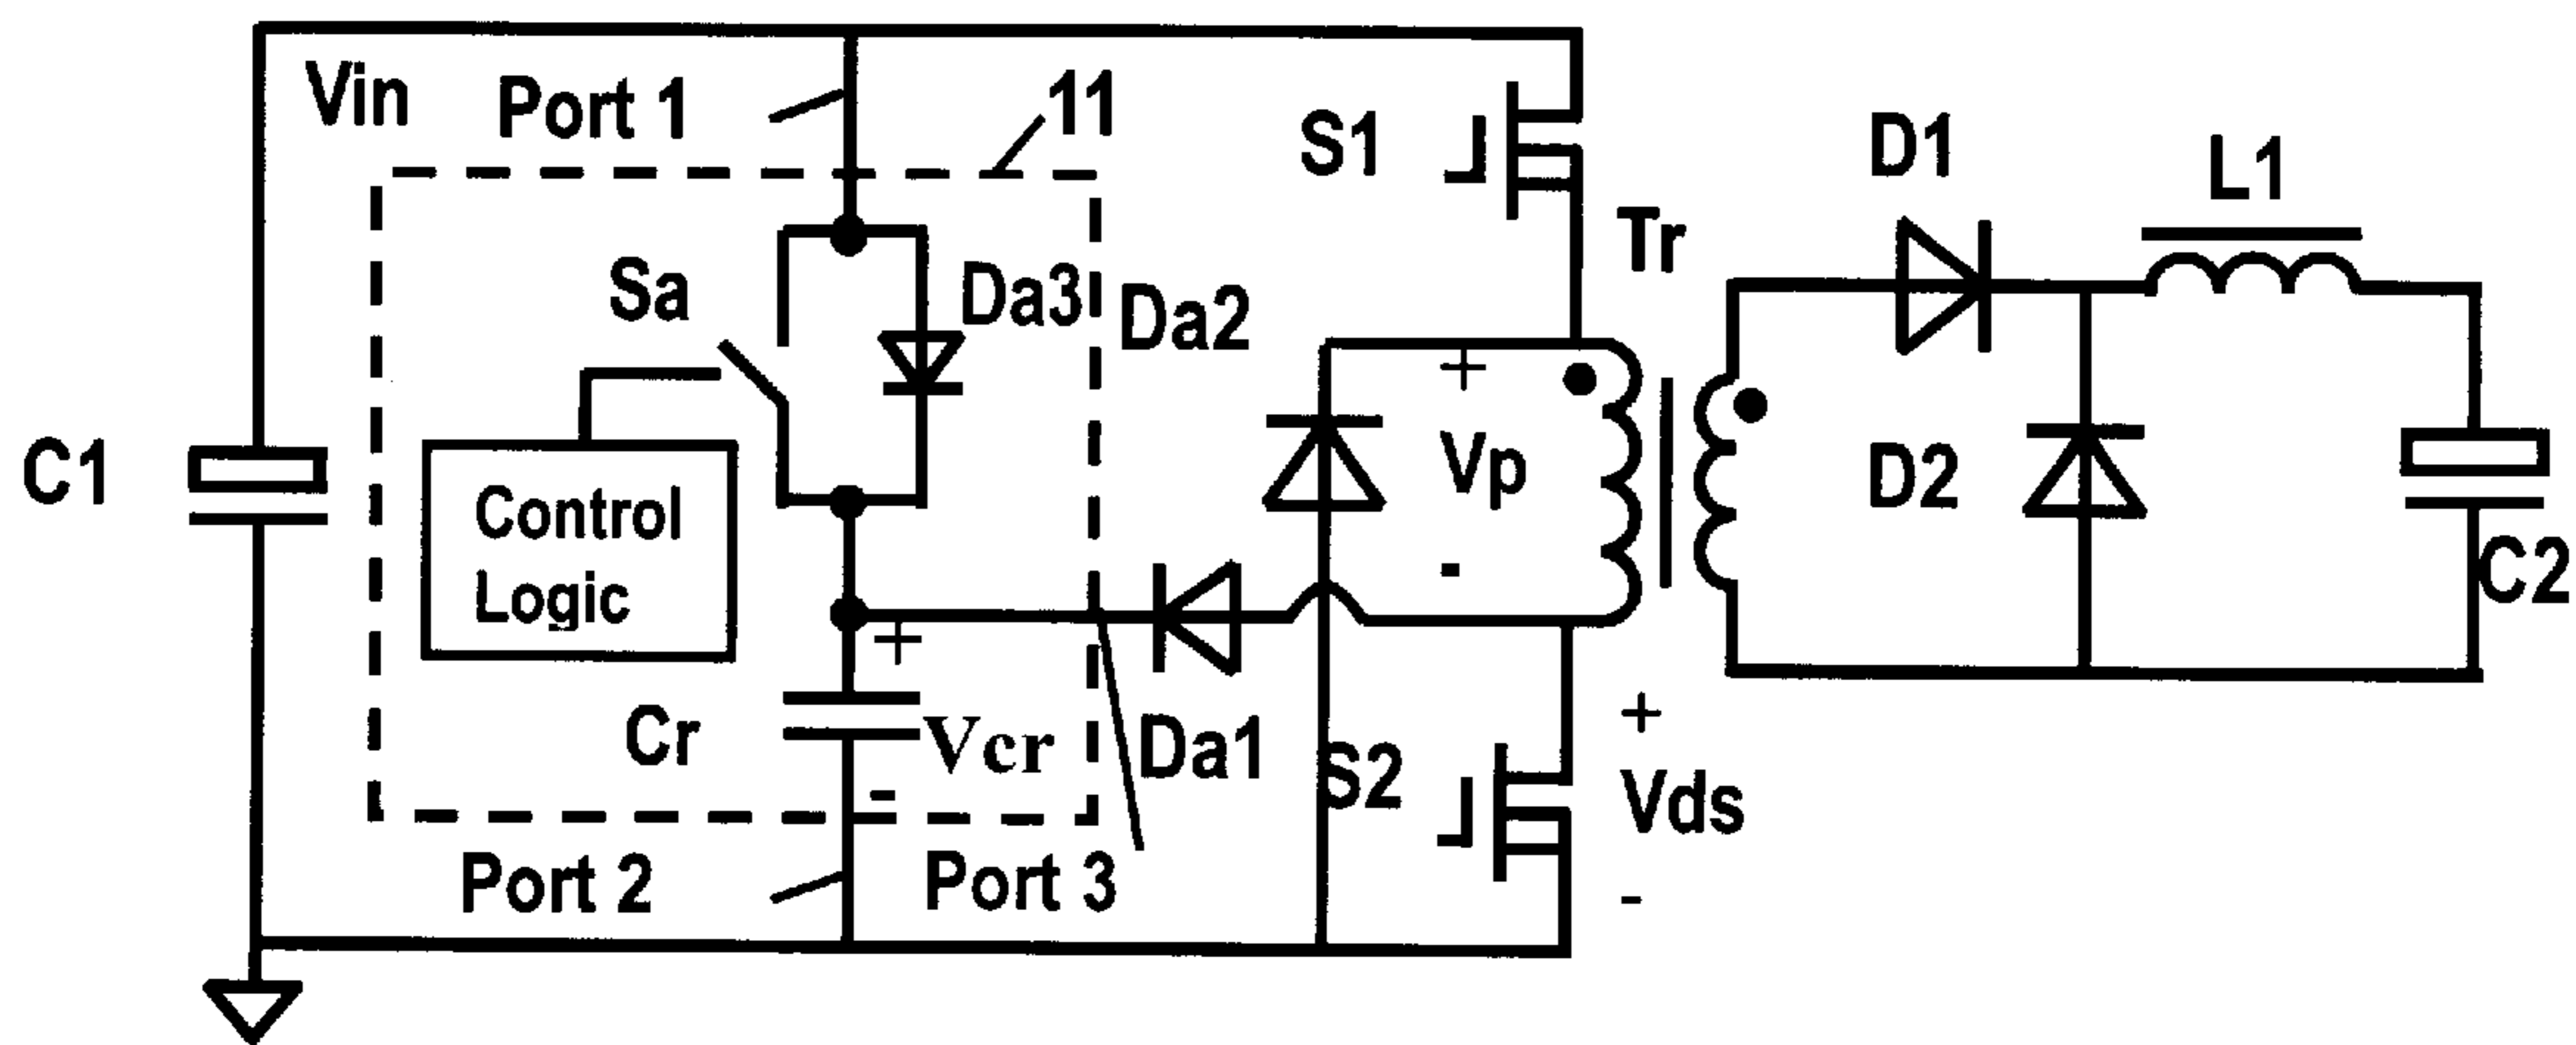 Vin
Port 1
11
S1
D1
L1
Tr
Sa
Da3
Da2
+
C1
Control
Logic
Vp
-
D2
C2
+
Cr
Vcr
-
Da1
S2
+
Vds
-
Port 2
Port 3